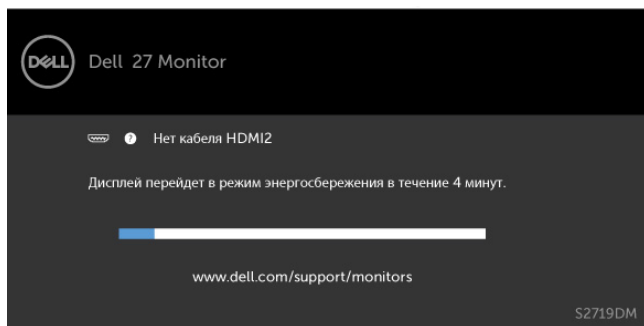 DELL
Dell 27 Monitor
? Нет кабеля HDMI2
Дисплей перейдет в режим энергосбережения в течение 4 минут.
www.dell.com/support/monitors
S2719DM